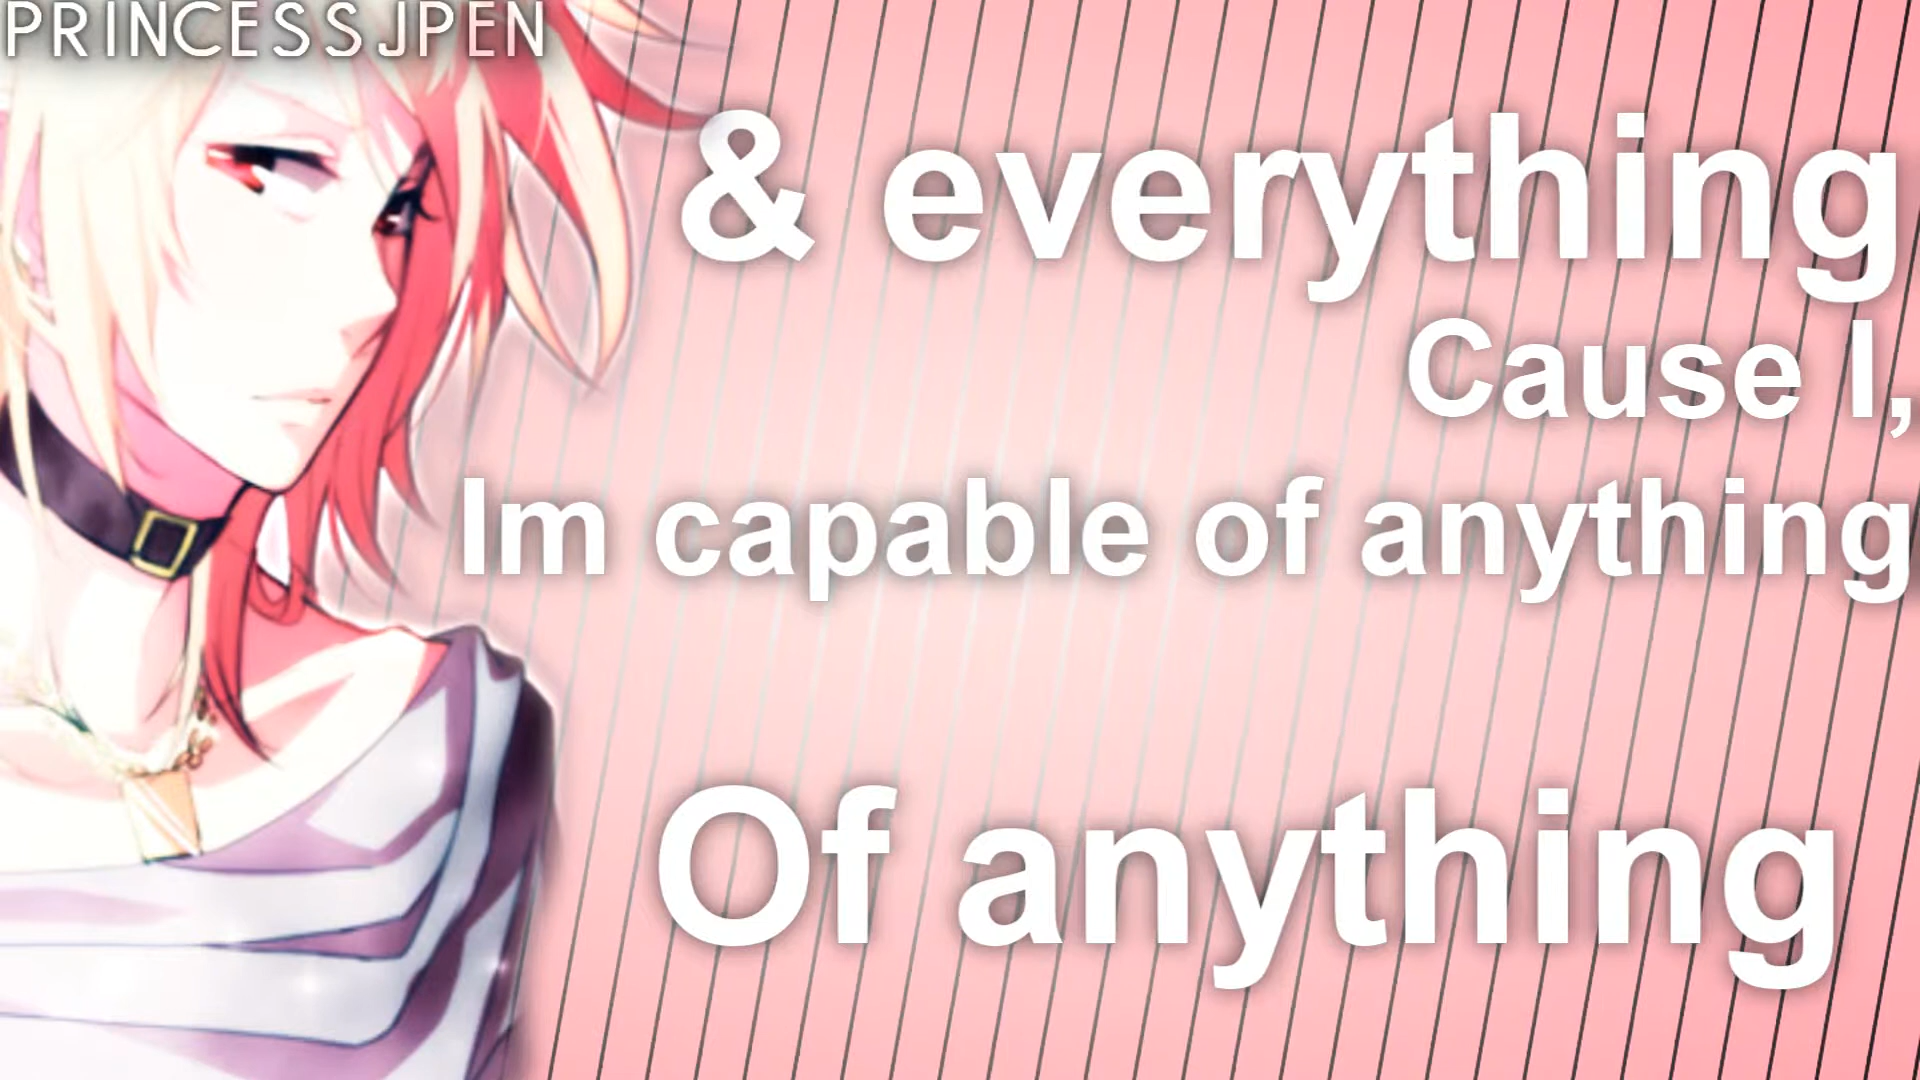 PRINCESSJPEN
& everything
Cause I,
Im capable of anything
Of anything